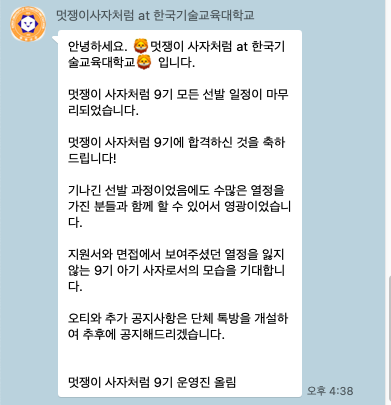 멋쟁이사자처럼 at 한국기술교육대학교
안녕하세요. 🦁멋쟁이 사자처럼 at 한국기
술교육대학교🦁 입니다.
멋쟁이 사자처럼 9기 모든 선발 일정이 마무
리되었습니다.
멋쟁이 사자처럼 9기에 합격하신 것을 축하
드립니다!
기나긴 선발 과정이었음에도 수많은 열정을
가진 분들과 함께 할 수 있어서 영광이었습니
다.
지원서와 면접에서 보여주셨던 열정을 잃지
않는 9기 아기 사자로서의 모습을 기대합니
다.
오티와 추가 공지사항은 단체 톡방을 개설하
여 추후에 공지해드리겠습니다.
멋쟁이 사자처럼 9기 운영진 올림
오후 4:38